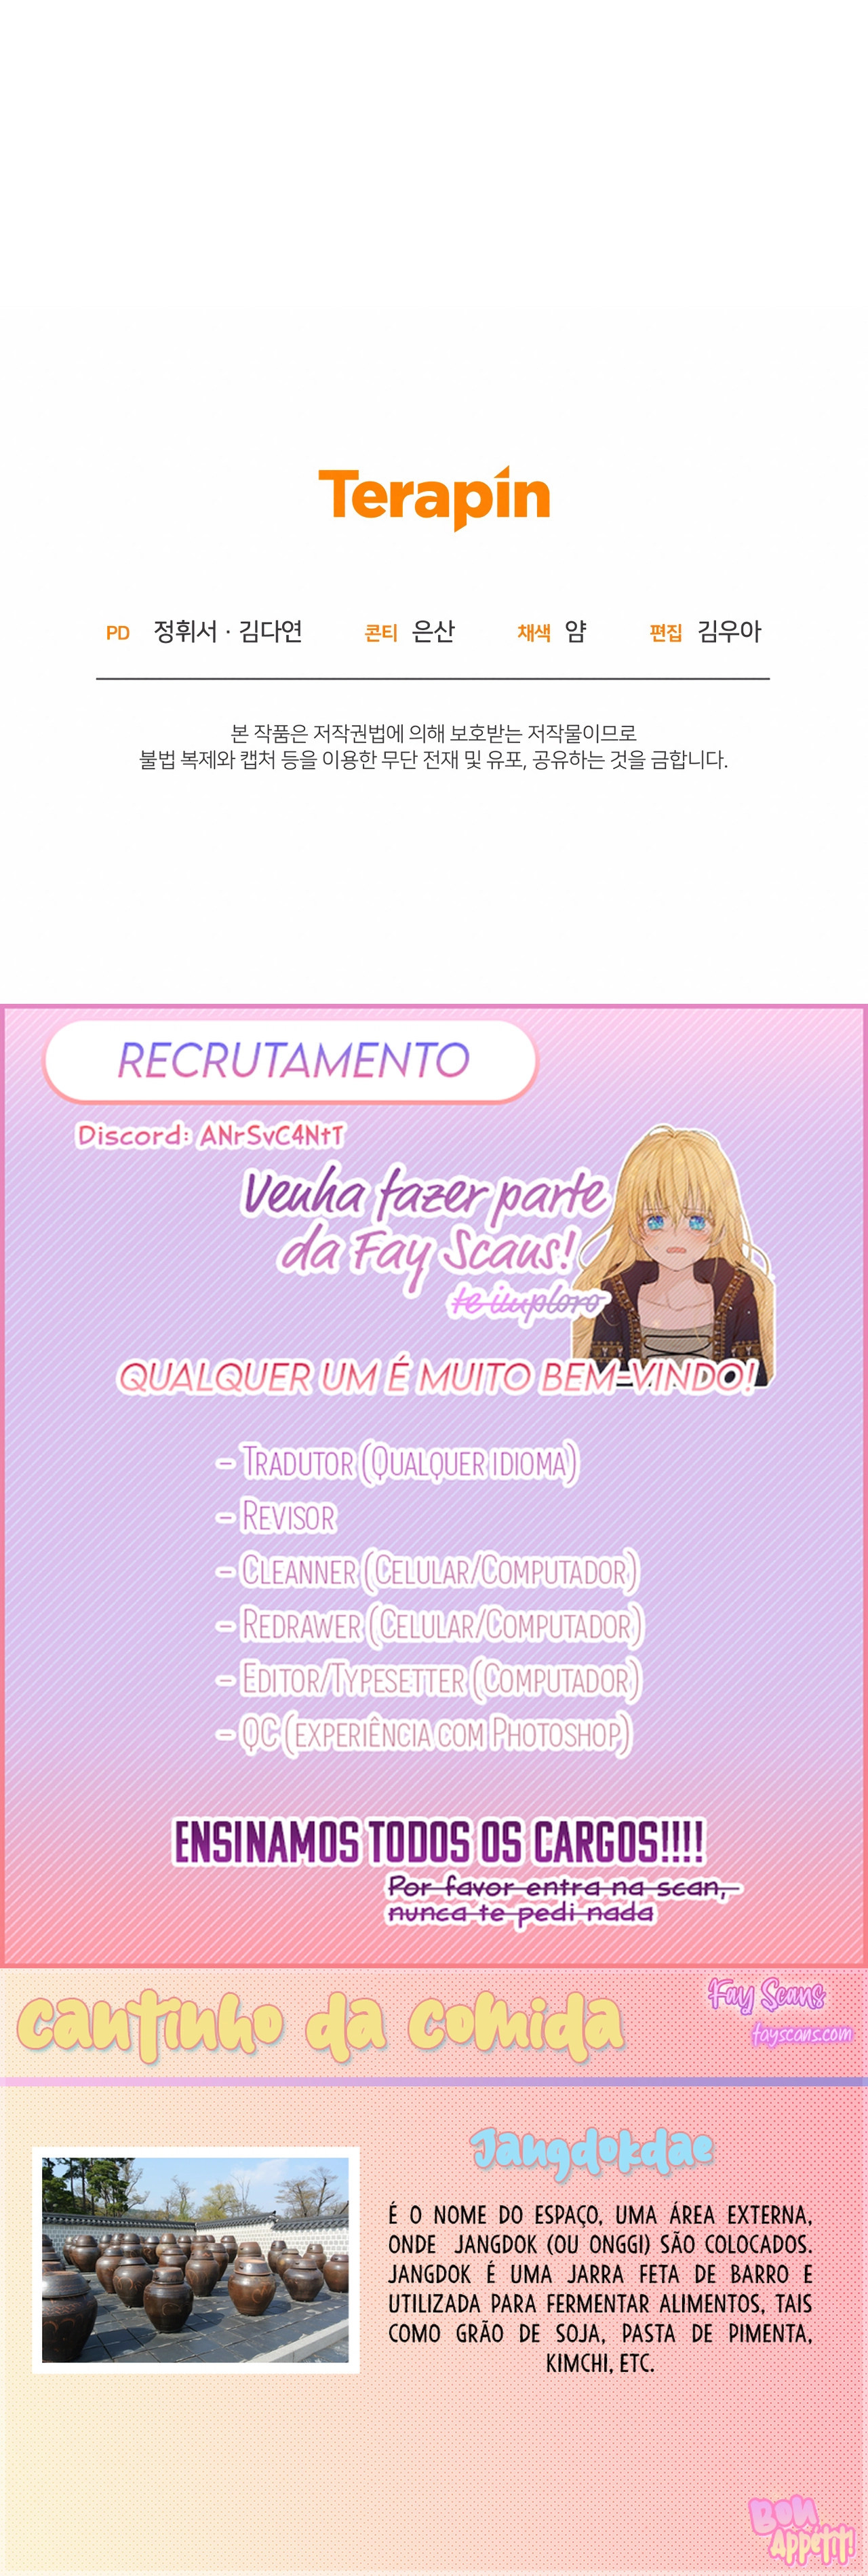 Terapin
PD 정휘서 · 김다연 콘티 은산 채색 얌 편집 김우아
본 작품은 저작권법에 의해 보호받는 저작물이므로
불법 복제와 캡처 등을 이용한 무단 전재 및 유포, 공유하는 것을 금합니다.
RECRUTAMENTO
Discord: ANrSvC4NtT
Venha fazer parte
da Fay Scans!
te imploro
QUALQUER UM É MUITO BEM-VINDO!
- TRADUTOR (QUALQUER IDIOMA)
- REVISOR
- CLEANNER (CELULAR/COMPUTADOR)
- REDRAWER (CELULAR/COMPUTADOR)
- EDITOR/TYPESETTER (COMPUTADOR)
- QC (EXPERIÊNCIA COM PHOTOSHOP)
ENSINAMOS TODOS OS CARGOS!!!!
Por favor entra na scan,
nunca te pedi nada
Cantinho da Comida
Fay Scans
fayscans.com
Jangdokdae
É O NOME DO ESPAÇO, UMA ÁREA EXTERNA,
ONDE JANGDOK (OU ONGGI) SÃO COLOCADOS.
JANGDOK É UMA JARRA FETA DE BARRO E
UTILIZADA PARA FERMENTAR ALIMENTOS, TAIS
COMO GRÃO DE SOJA, PASTA DE PIMENTA,
KIMCHI, ETC.
Bon
Appétit!